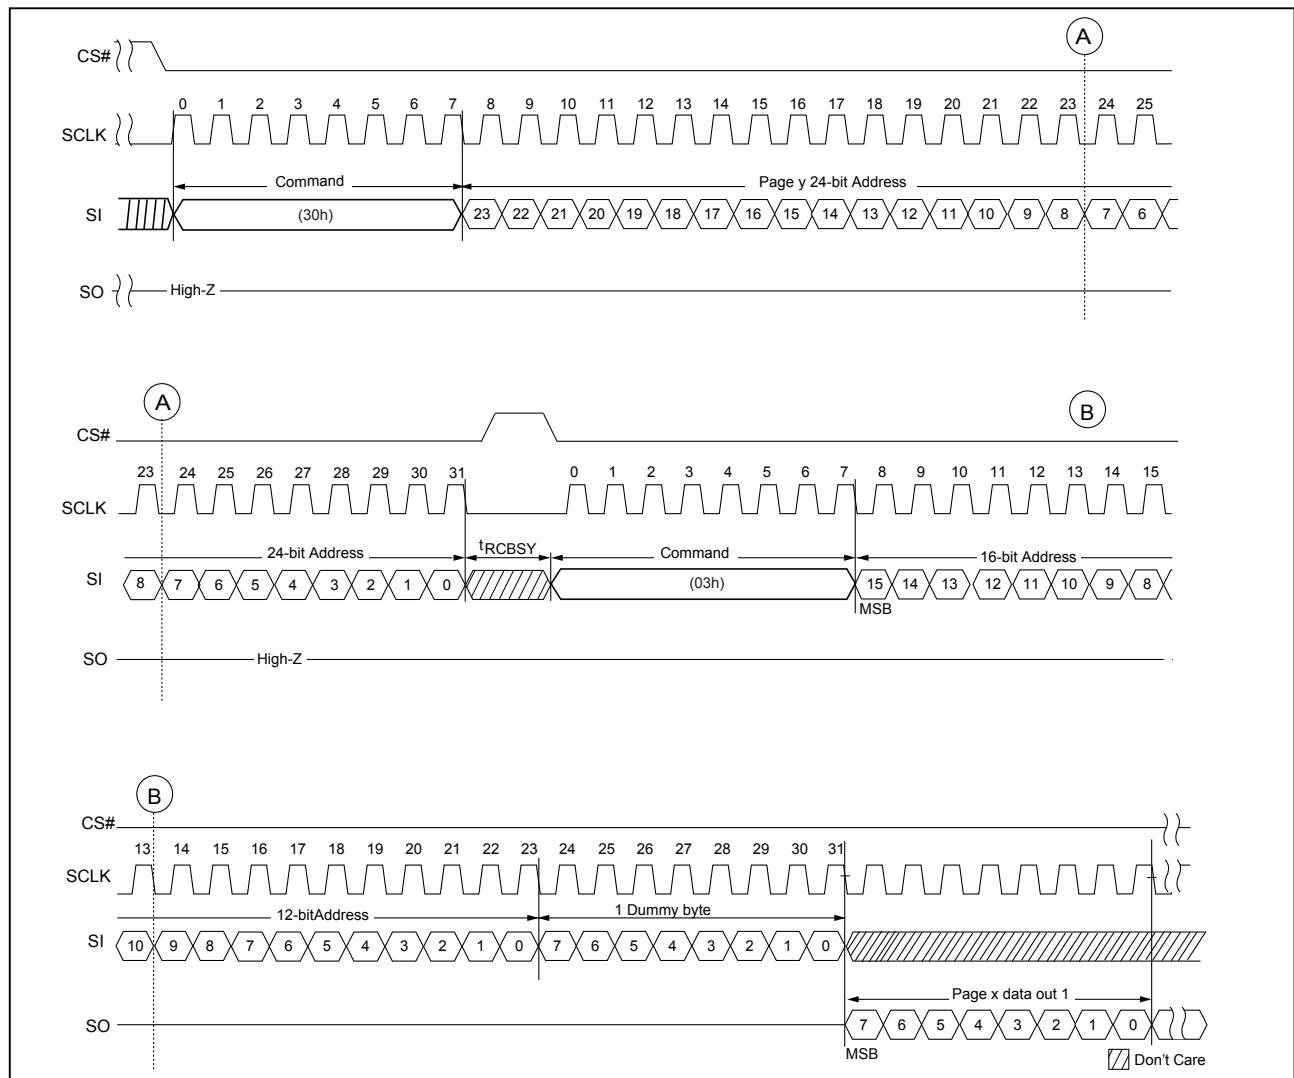 A
CS#
0 1 2 3 4 5 6 7 8 9 10 11 12 13 14 15 16 17 18 19 20 21 22 23 24 25
SCLK
Command Page y 24-bit Address
SI (30h) 23 22 21 20 19 18 17 16 15 14 13 12 11 10 9 8 7 6
SO High-Z
A B
CS#
23 24 25 26 27 28 29 30 31 0 1 2 3 4 5 6 7 8 9 10 11 12 13 14 15
SCLK
24-bit Address tRCBSY Command 16-bit Address
SI 8 7 6 5 4 3 2 1 0 (03h) 15 14 13 12 11 10 9 8
MSB
SO High-Z
B
CS#
13 14 15 16 17 18 19 20 21 22 23 24 25 26 27 28 29 30 31
SCLK
12-bitAddress 1 Dummy byte
SI 10 9 8 7 6 5 4 3 2 1 0 7 6 5 4 3 2 1 0
Page x data out 1
SO 7 6 5 4 3 2 1 0
MSB
Don't Care